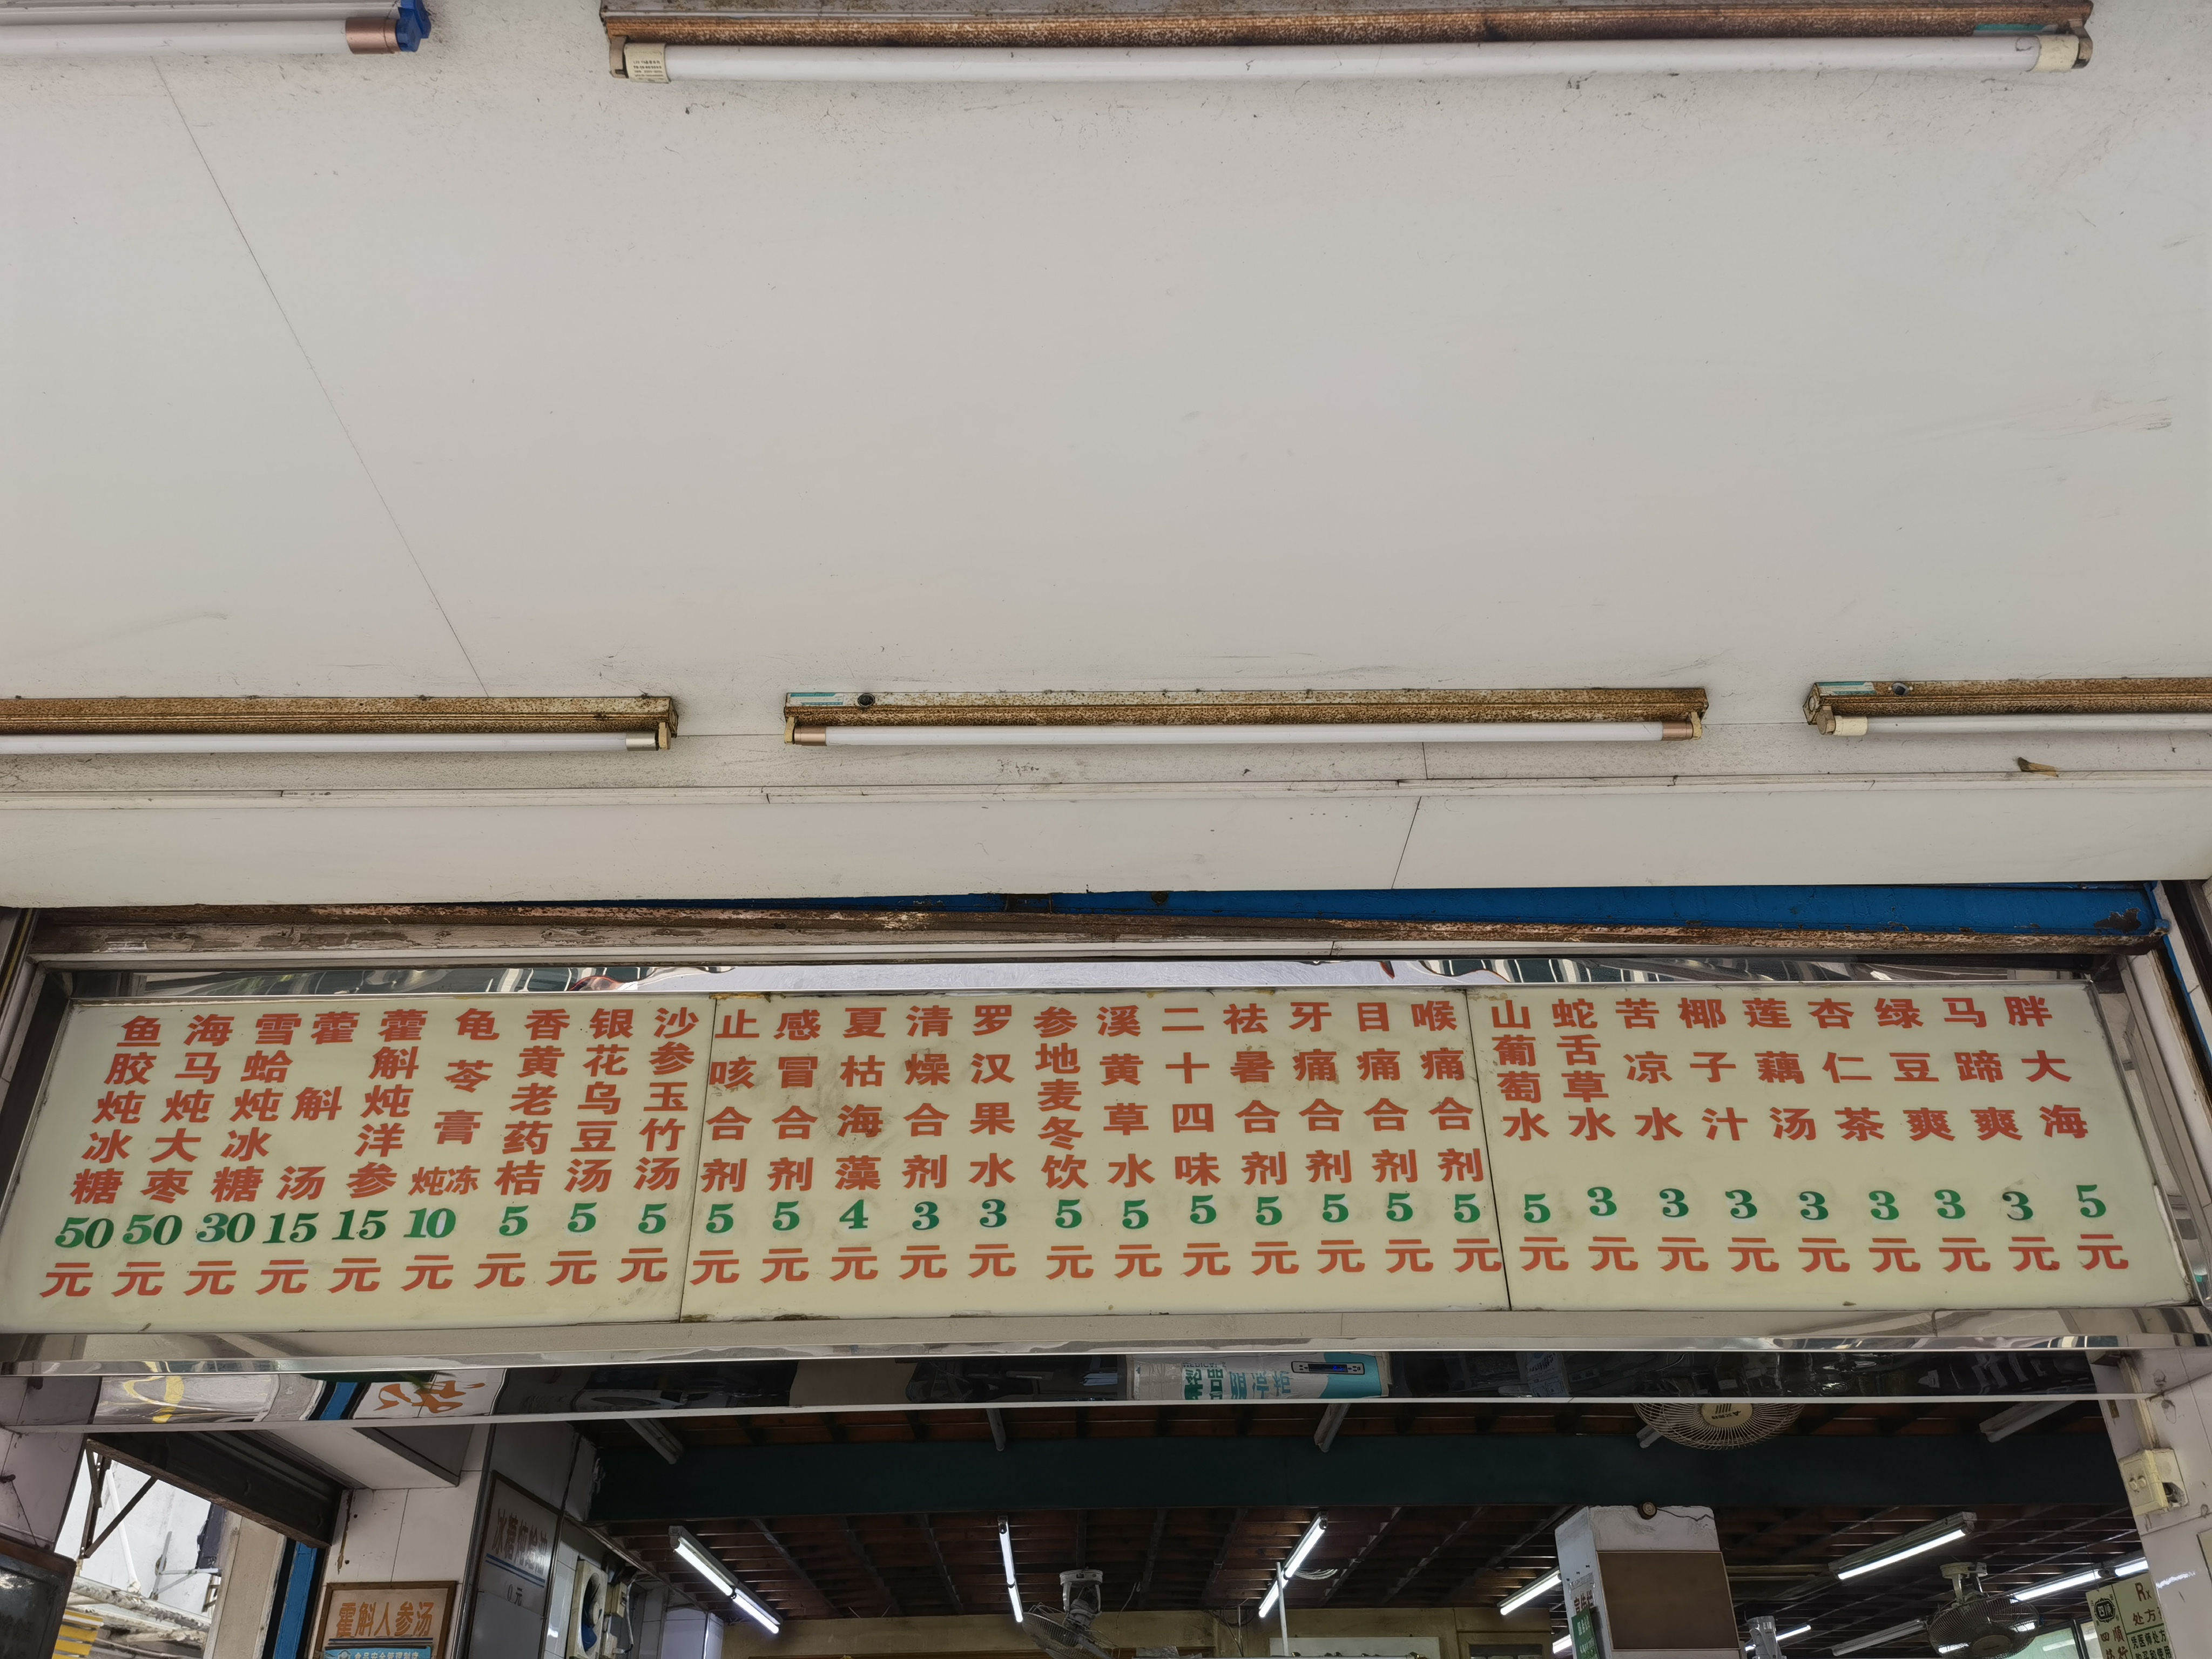 鱼胶炖冰糖 50元
海马炖大枣 50元
雪蛤炖冰糖 30元
藿斛汤 15元
藿斛炖洋参 15元
龟苓膏 炖冻 10元
香黄老药桔 5元
银花乌豆汤 5元
沙参玉竹汤 5元
止咳合剂 5元
感冒合剂 5元
夏枯海藻 4元
清燥合剂 3元
罗汉果水 3元
参地麦冬饮 5元
溪黄草水 5元
二十四味 5元
祛暑合剂 5元
牙痛合剂 5元
目痛合剂 5元
喉痛合剂 5元
山葡萄水 5元
蛇舌草水 3元
苦凉水 3元
椰子汁 3元
莲藕汤 3元
杏仁茶 3元
绿豆爽 3元
马蹄爽 3元
胖大海 5元
藿斛人参汤